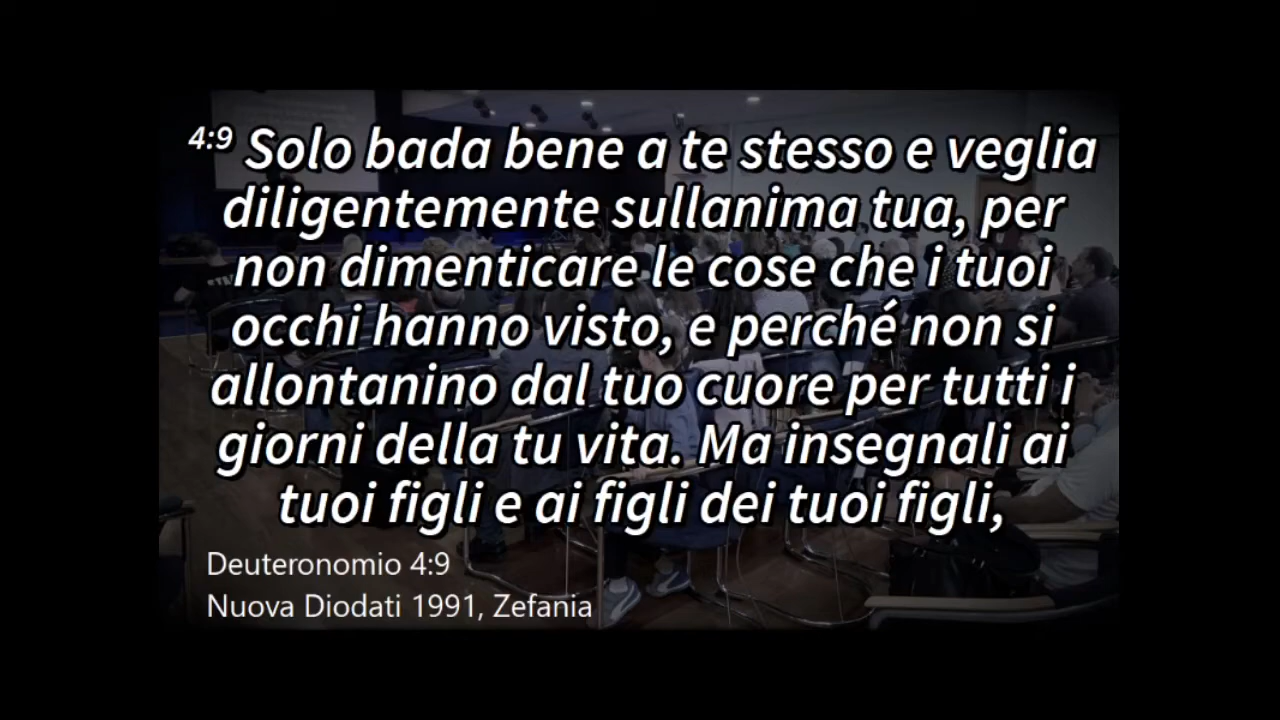 4:9 Solo bada bene a te stesso e veglia
diligentemente sullanima tua, per
non dimenticare le cose che i tuoi
occhi hanno visto, e perché non si
allontanino dal tuo cuore per tutti i
giorni della tu vita. Ma insegnali ai
tuoi figli e ai figli dei tuoi figli,
Deuteronomio 4:9
Nuova Diodati 1991, Zefania